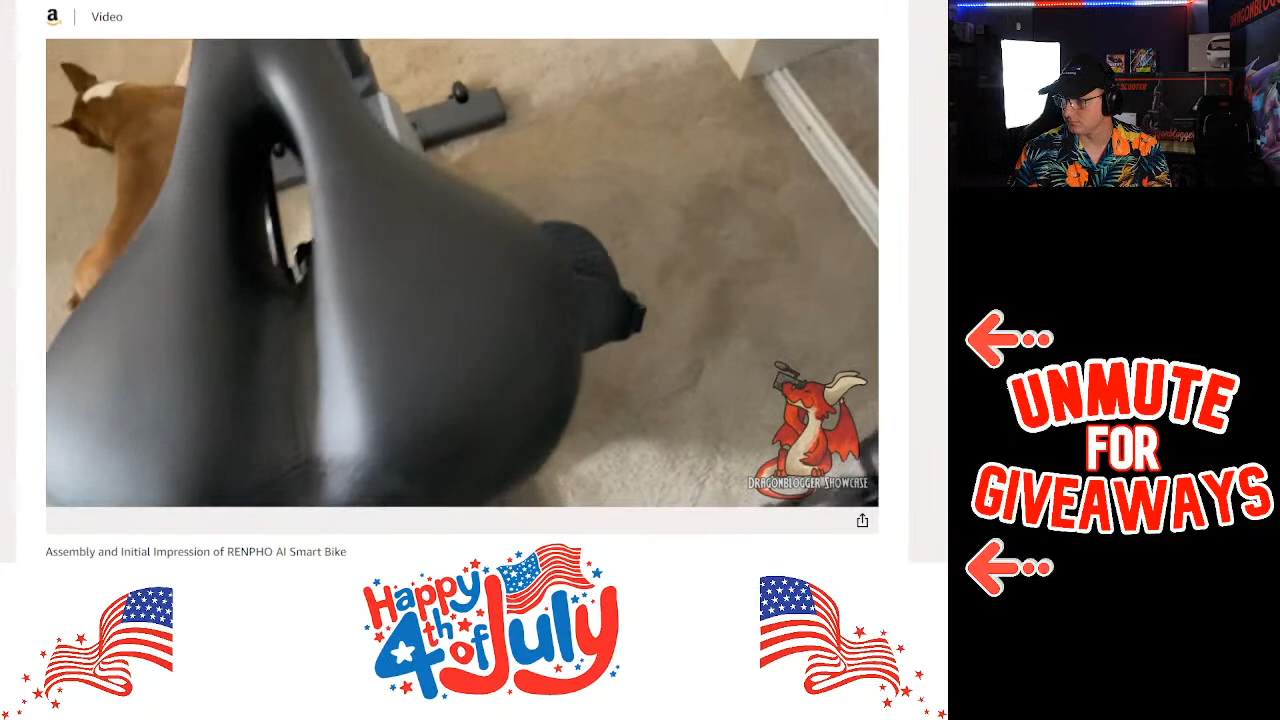 a
Video
DRAGONBLOGGER SHOWCASE
Assembly and Initial Impression of RENPHO AI Smart Bike
Happy
4th of July
SCOOTER
UNMUTE
FOR
GIVEAWAYS